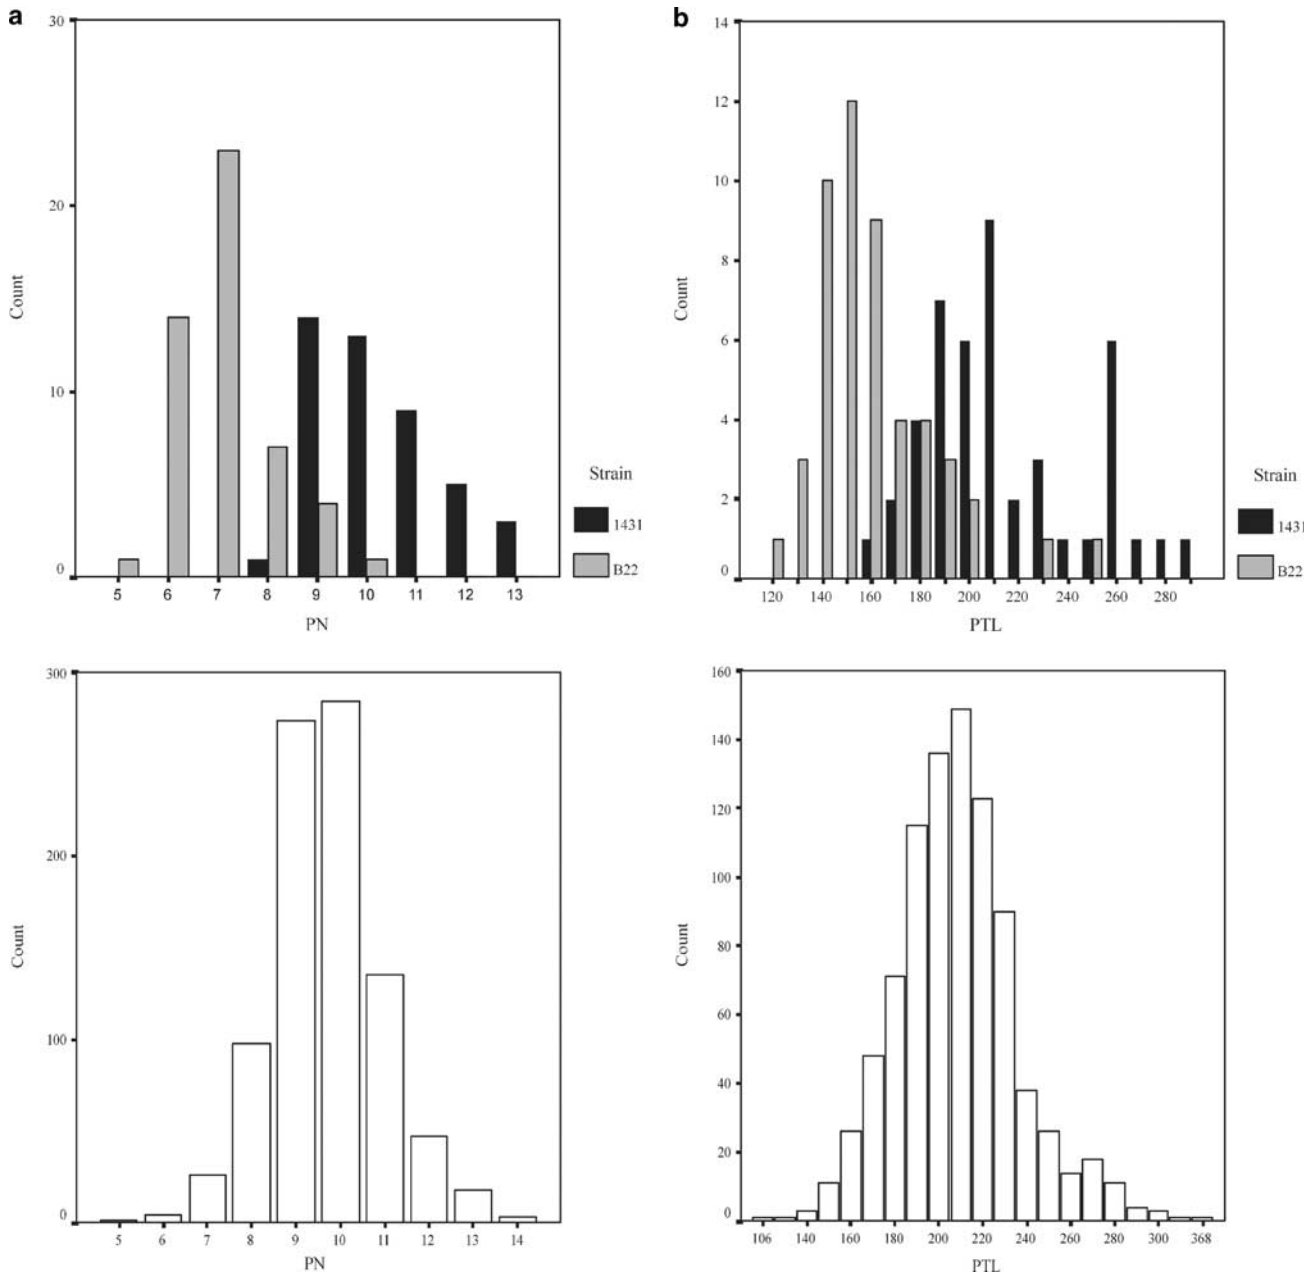 a
30
20
10
0
Count
5 6 7 8 9 10 11 12 13
PN
Strain
1431
B22
b
14
12
10
8
6
4
2
0
Count
120 140 160 180 200 220 240 260 280
PTL
Strain
1431
B22
300
200
100
0
Count
5 6 7 8 9 10 11 12 13 14
PN
160
140
120
100
80
60
40
20
0
Count
106 140 160 180 200 220 240 260 280 300 368
PTL